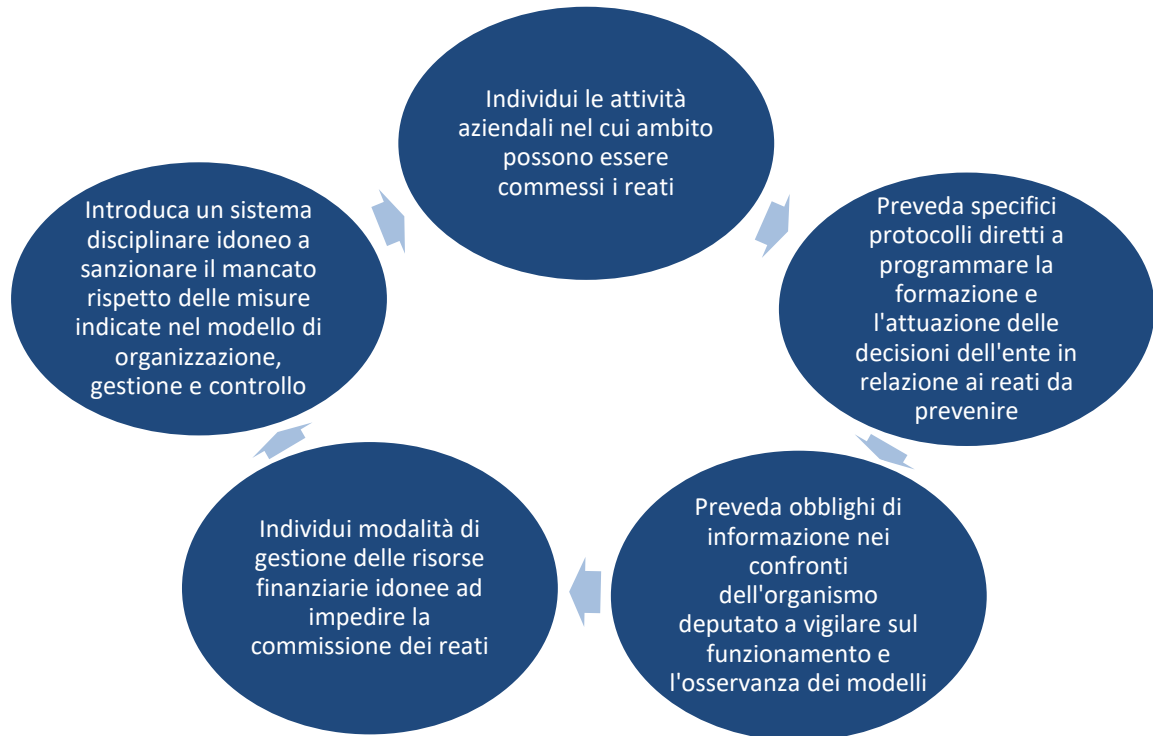 Individui le attività
aziendali nel cui ambito
possono essere
commessi i reati
Preveda specifici
protocolli diretti a
programmare la
formazione e
l'attuazione delle
decisioni dell'ente in
relazione ai reati da
prevenire
Preveda obblighi di
informazione nei
confronti
dell'organismo
deputato a vigilare sul
funzionamento e
l'osservanza dei modelli
Individui modalità di
gestione delle risorse
finanziarie idonee ad
impedire la
commissione dei reati
Introduca un sistema
disciplinare idoneo a
sanzionare il mancato
rispetto delle misure
indicate nel modello di
organizzazione,
gestione e controllo